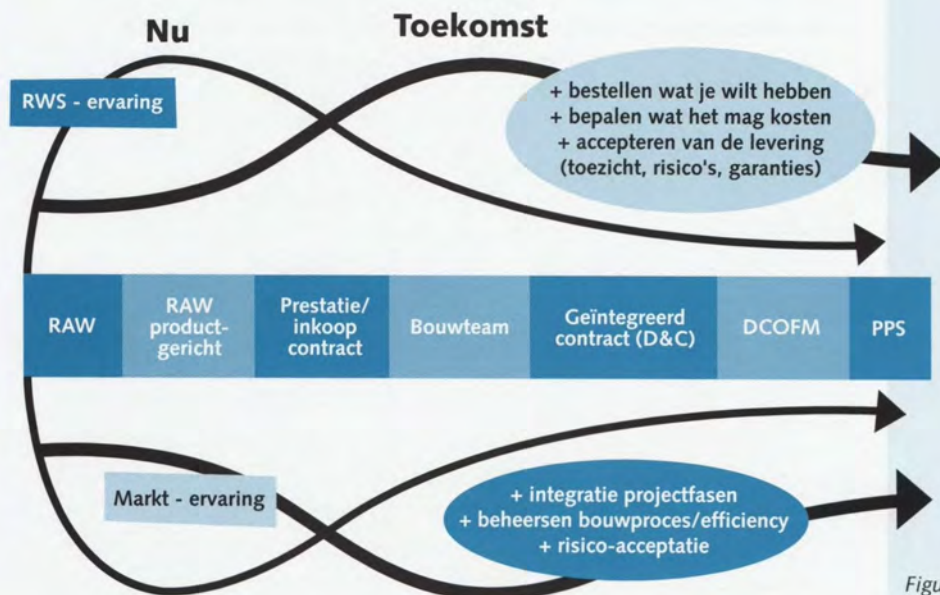 Nu
Toekomst
RWS - ervaring
+ bestellen wat je wilt hebben
+ bepalen wat het mag kosten
+ accepteren van de levering
(toezicht, risico's, garanties)
RAW
RAW
product-
gericht
Prestatie/
inkoop
contract
Bouwteam
Geïntegreerd
contract (D&C)
DCOFM
PPS
Markt - ervaring
+ integratie projectfasen
+ beheersen bouwproces/efficiency
+ risico-acceptatie
Figu